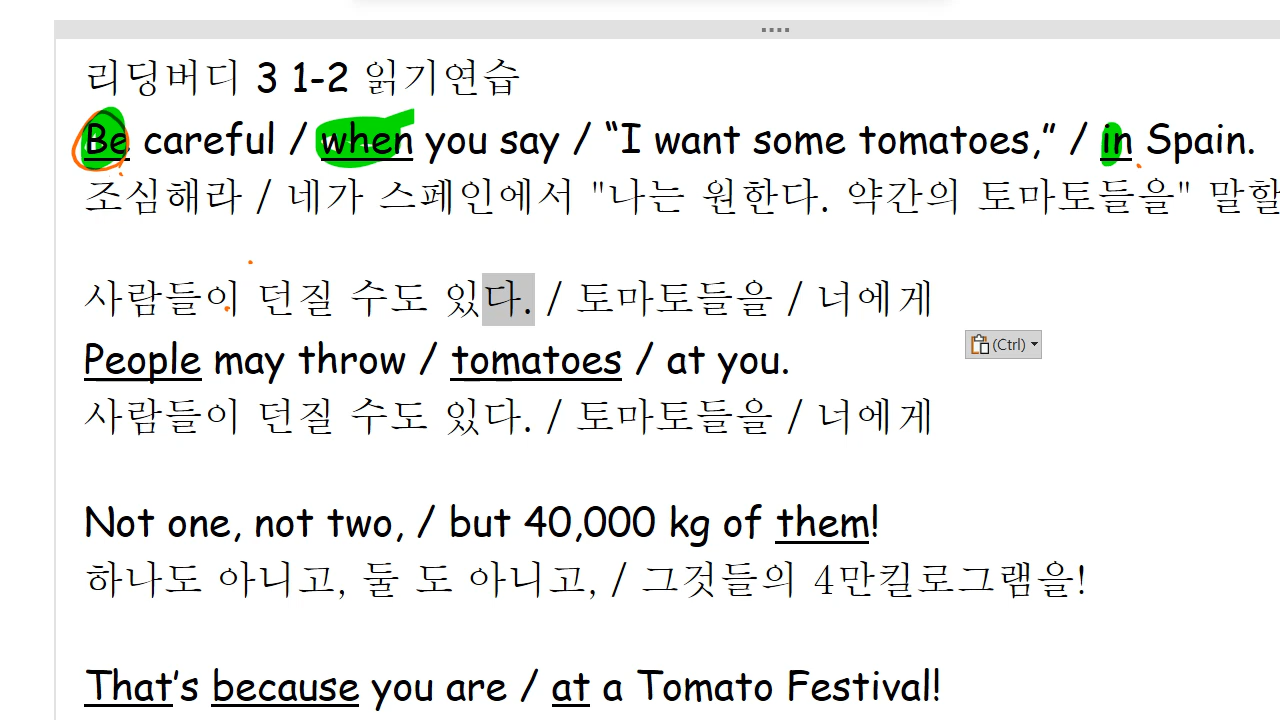 리딩버디 3 1-2 읽기연습
Be careful / when you say / “I want some tomatoes,” / in Spain.
조심해라 / 네가 스페인에서 "나는 원한다. 약간의 토마토들을" 말할
사람들이 던질 수도 있다. / 토마토들을 / 너에게
(Ctrl)
People may throw / tomatoes / at you.
사람들이 던질 수도 있다. / 토마토들을 / 너에게
Not one, not two, / but 40,000 kg of them!
하나도 아니고, 둘 도 아니고, / 그것들의 4만킬로그램을!
That’s because you are / at a Tomato Festival!